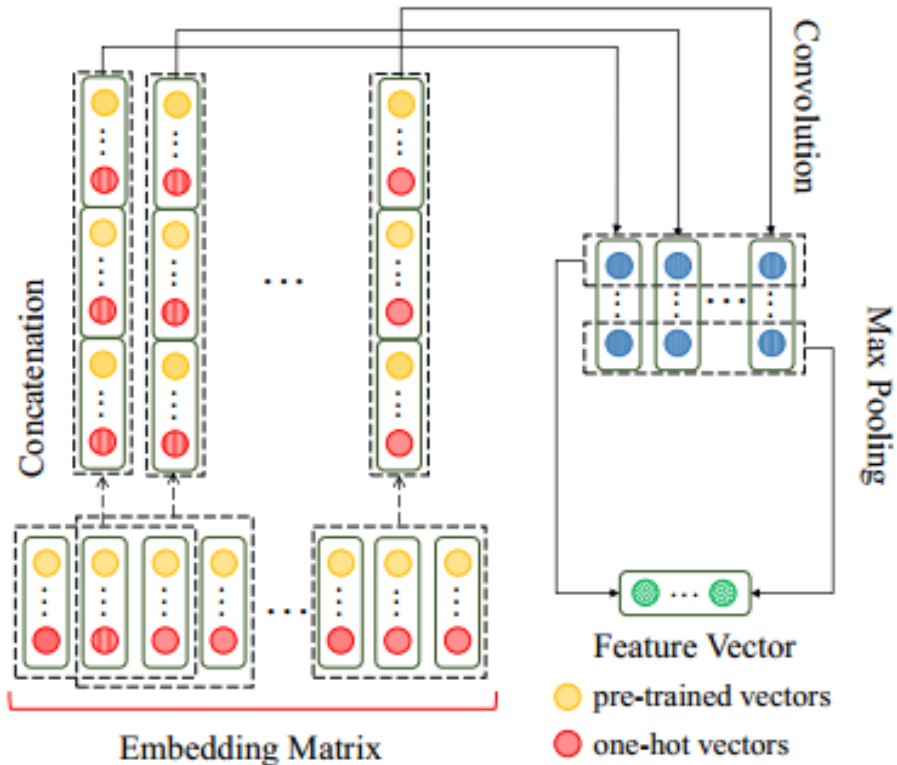 Convolution
Concatenation
Max Pooling
Feature Vector
pre-trained vectors
one-hot vectors
Embedding Matrix